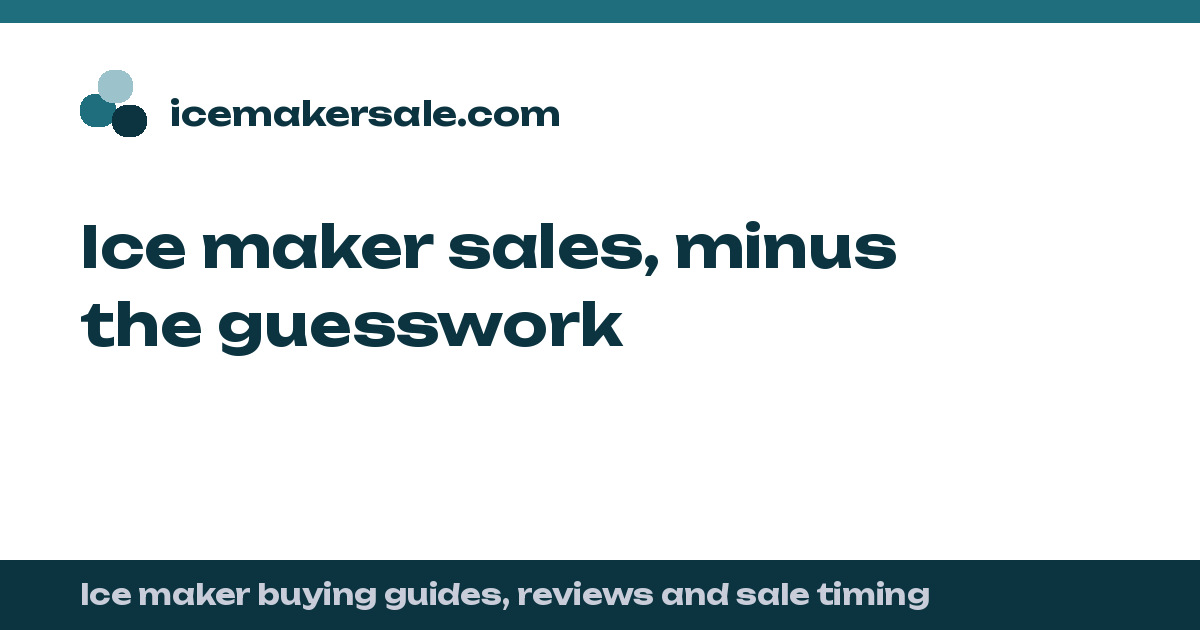 icemakersale.com
Ice maker sales, minus
the guesswork
Ice maker buying guides, reviews and sale timing